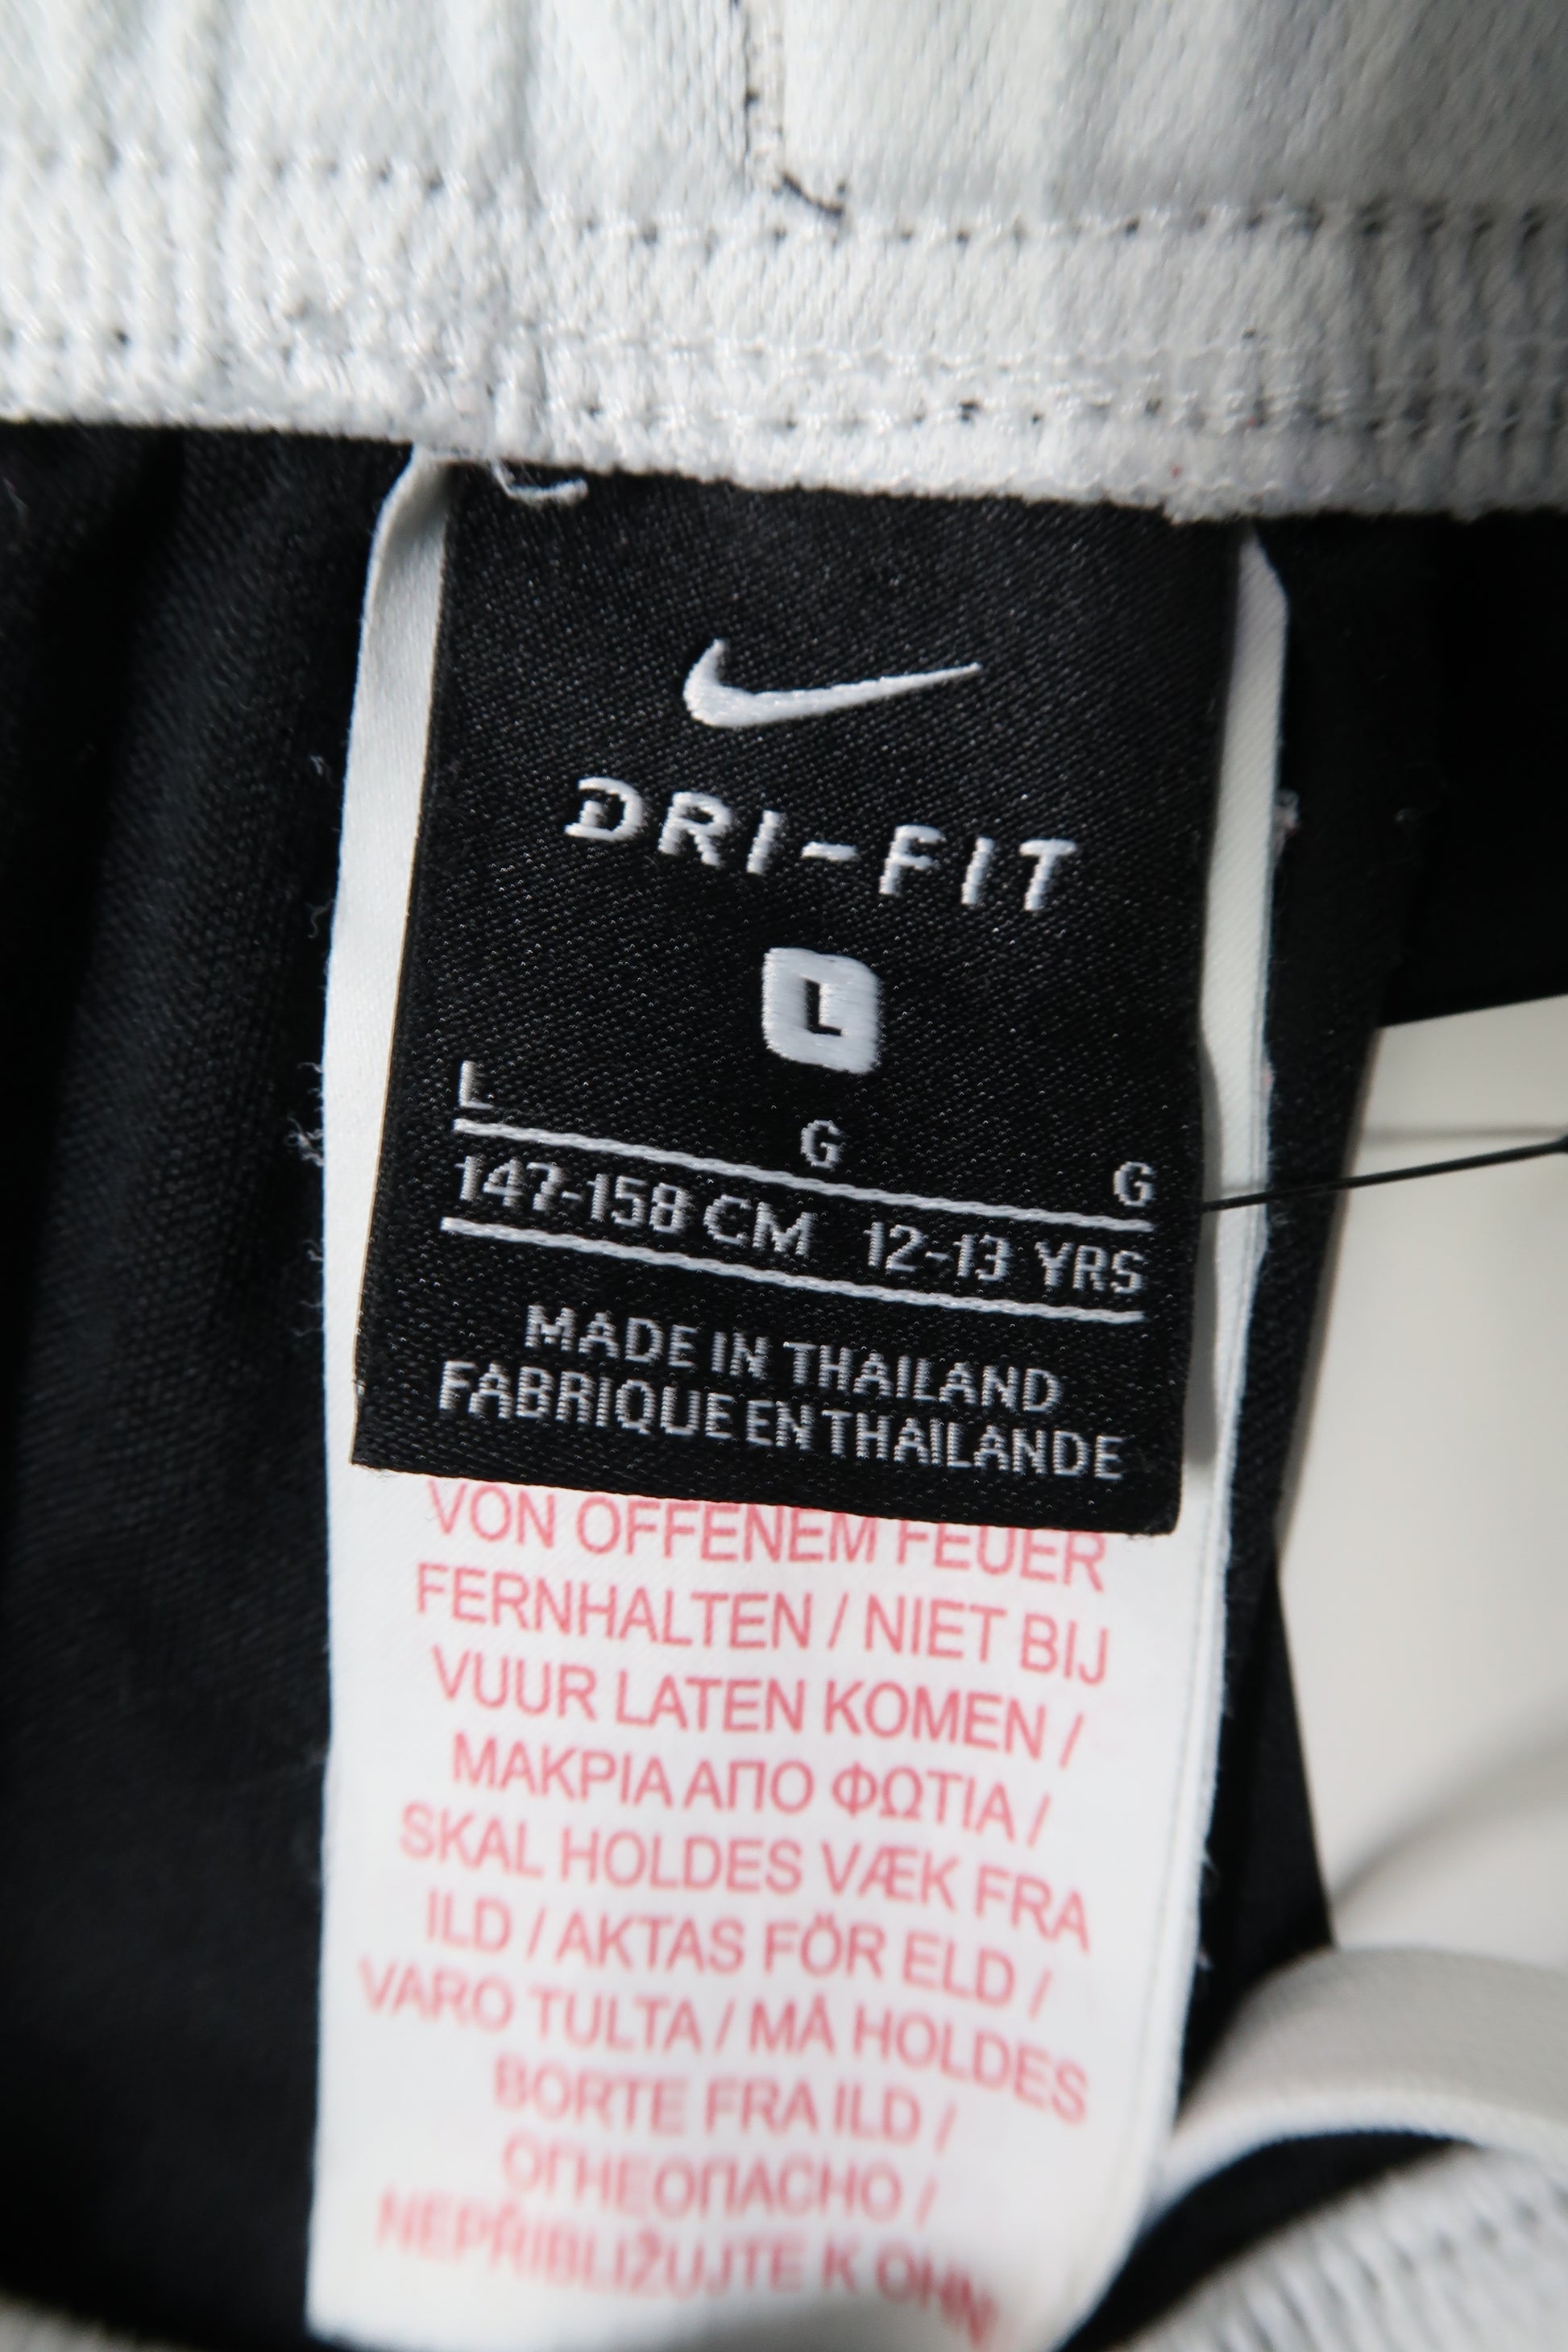 DRI-FIT
L
L G G
147-158 CM 12-13 YRS
MADE IN THAILAND
FABRIQUE EN THAILANDE
VON OFFENEM FEUER
FERNHALTEN / NIET BIJ
VUUR LATEN KOMEN /
ΜΑΚΡΙΑ ΑΠΟ ΦΩΤΙΑ /
SKAL HOLDES VÆK FRA
ILD / AKTAS FÖR ELD /
VARO TULTA / MÅ HOLDES
BORTE FRA ILD /
ОГНЕОПАСНО /
NEPŘIBLIŽUJTE K OHNI